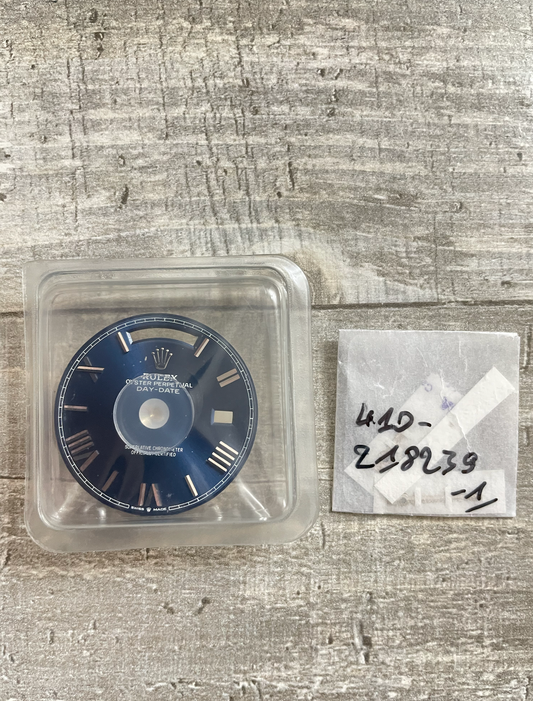 ROLEX
OYSTER PERPETUAL
DAY-DATE
SUPERLATIVE CHRONOMETER
OFFICIALLY CERTIFIED
SWISS MADE
410-
218239
-1